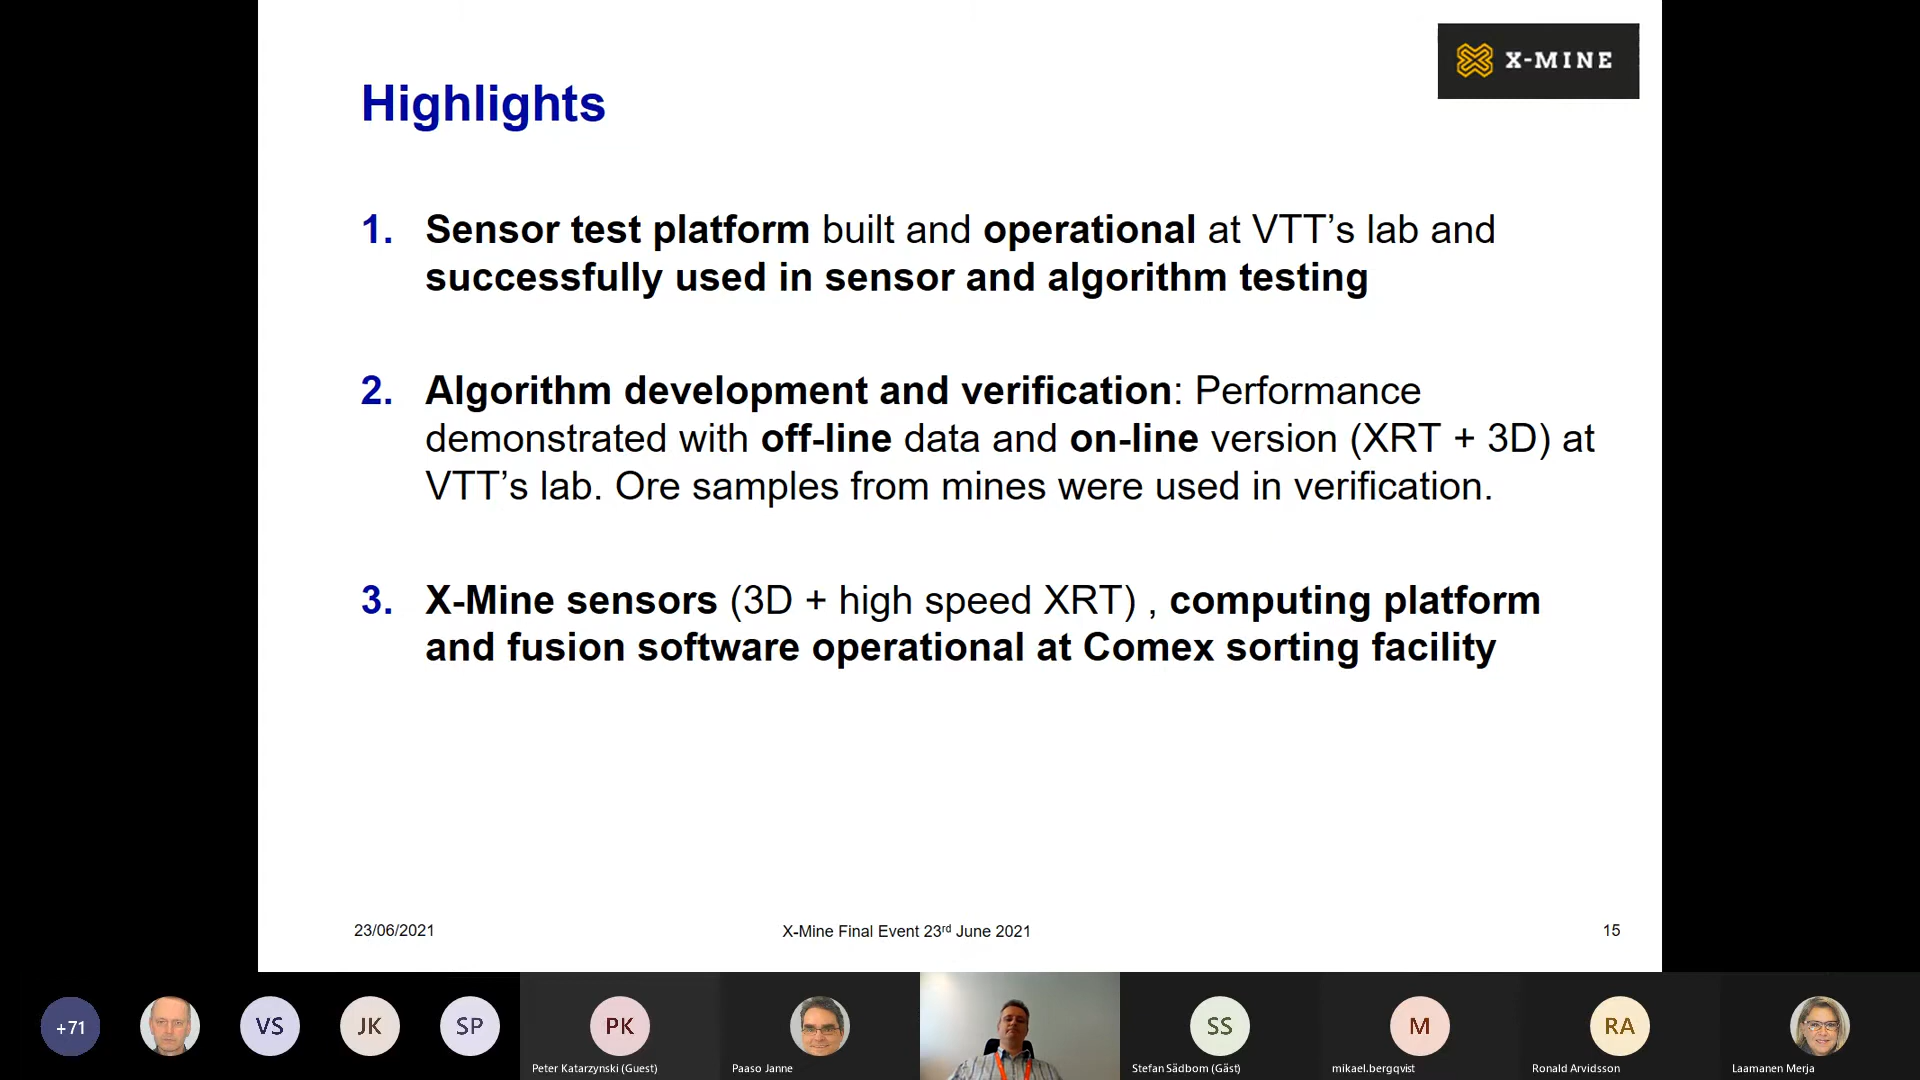 X-MINE
Highlights
1. Sensor test platform built and operational at VTT’s lab and
successfully used in sensor and algorithm testing
2. Algorithm development and verification: Performance
demonstrated with off-line data and on-line version (XRT + 3D) at
VTT’s lab. Ore samples from mines were used in verification.
3. X-Mine sensors (3D + high speed XRT) , computing platform
and fusion software operational at Comex sorting facility
23/06/2021
X-Mine Final Event 23rd June 2021
15
+71
VS
JK
SP
PK
SS
M
RA
Peter Katarzynski (Guest)
Paaso Janne
Stefan Sädbom (Gäst)
mikael.bergqvist
Ronald Arvidsson
Laamanen Merja